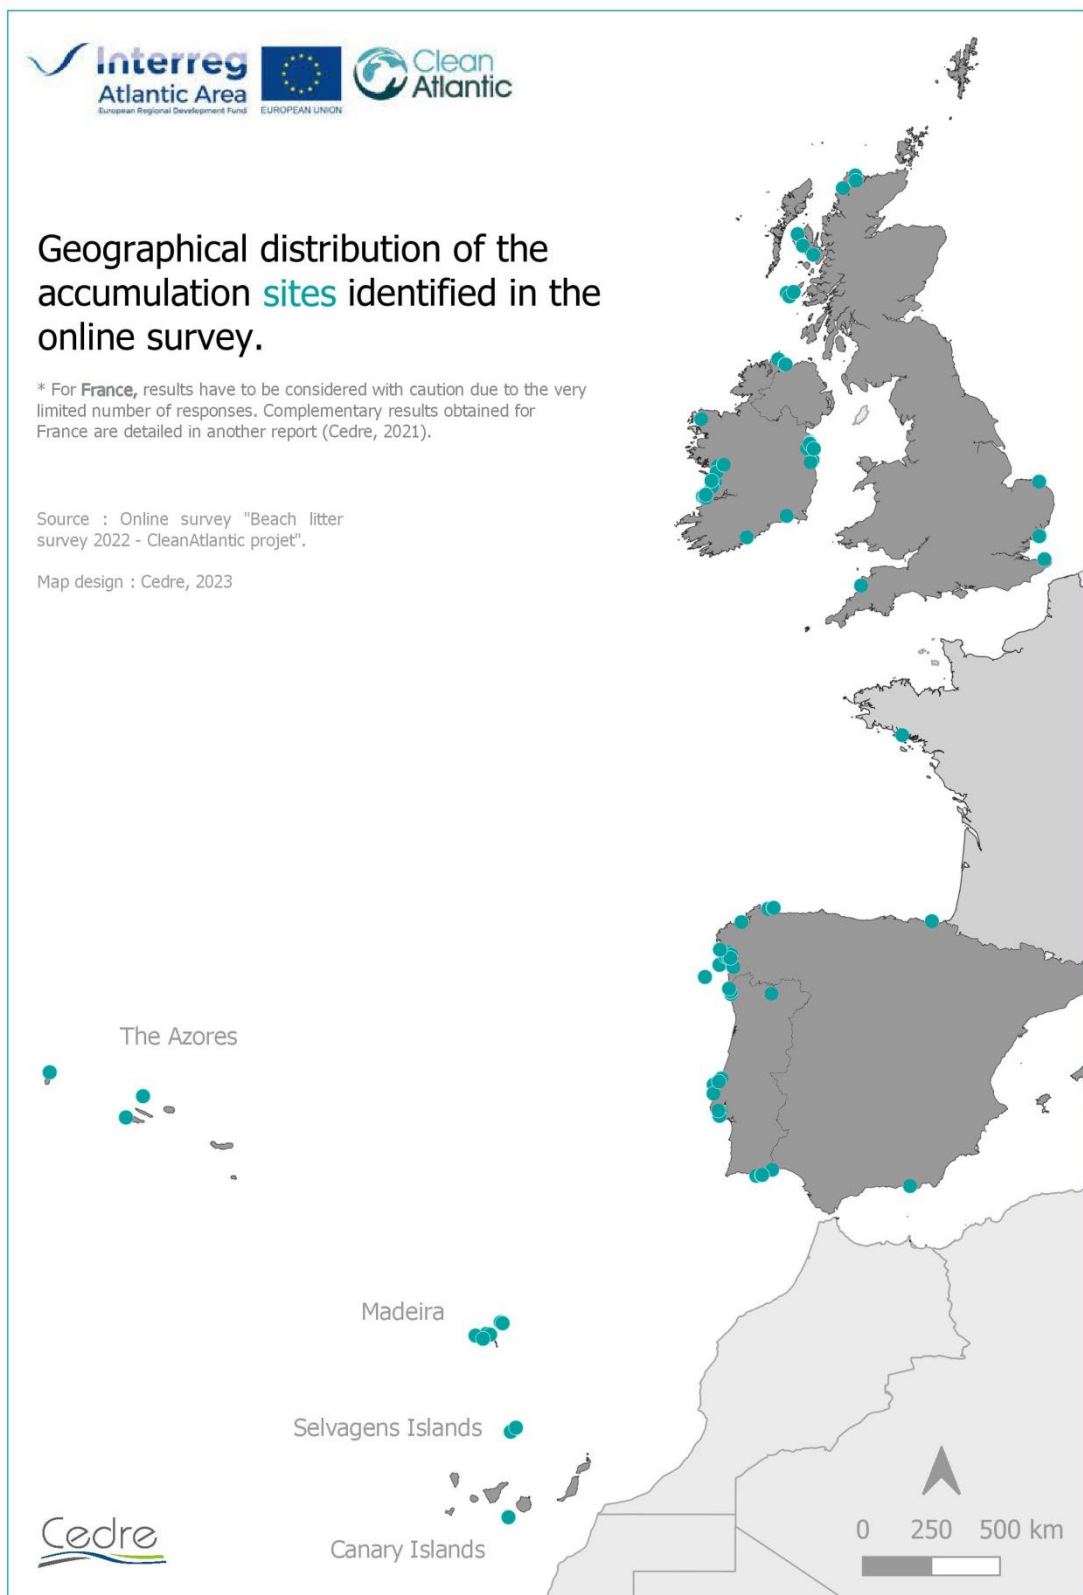 Interreg
Atlantic Area
European Regional Development Fund
EUROPEAN UNION
Clean
Atlantic
Geographical distribution of the
accumulation sites identified in the
online survey.
* For France, results have to be considered with caution due to the very
limited number of responses. Complementary results obtained for
France are detailed in another report (Cedre, 2021).
Source : Online survey "Beach litter
survey 2022 - CleanAtlantic projet".
Map design : Cedre, 2023
The Azores
Madeira
Selvagens Islands
Canary Islands
0 250 500 km
Cedre